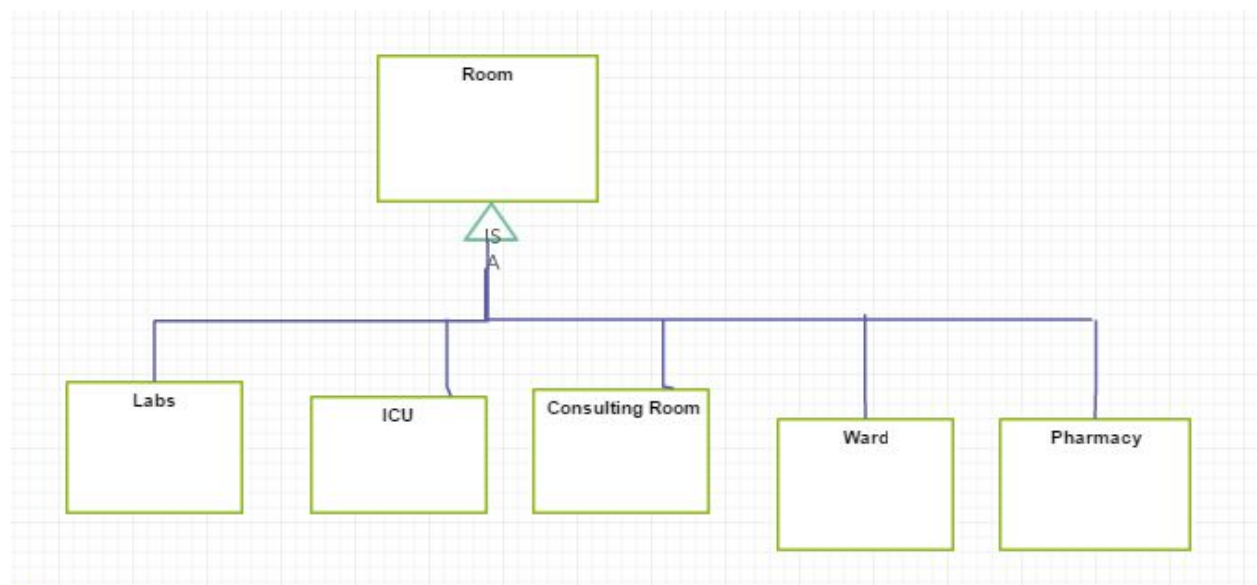 Room
IS
A
Labs
ICU
Consulting Room
Ward
Pharmacy